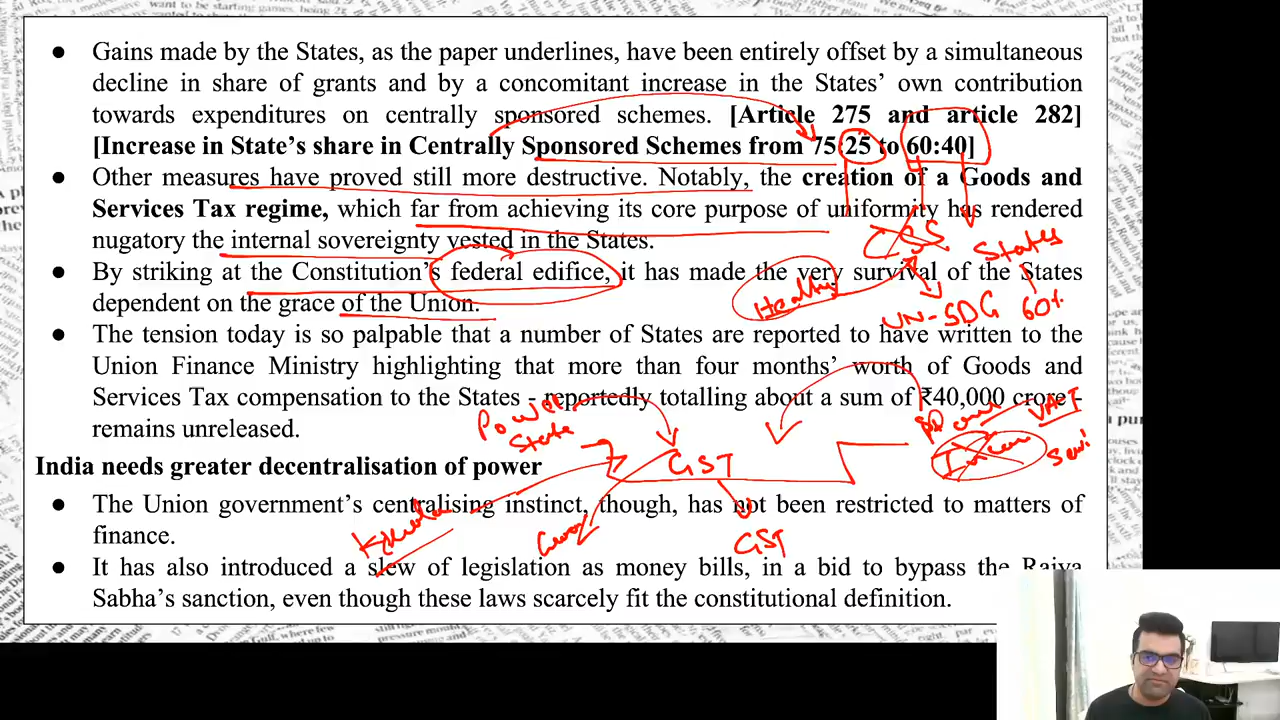 ● Gains made by the States, as the paper underlines, have been entirely offset by a simultaneous
decline in share of grants and by a concomitant increase in the States' own contribution
towards expenditures on centrally sponsored schemes. [Article 275 and article 282]
[Increase in State's share in Centrally Sponsored Schemes from 75:25 to 60:40]
● Other measures have proved still more destructive. Notably, the creation of a Goods and
Services Tax regime, which far from achieving its core purpose of uniformity has rendered
nugatory the internal sovereignty vested in the States.
CSS
States
● By striking at the Constitution's federal edifice, it has made the very survival of the States
dependent on the grace of the Union.
Health
UN-SDG
60%
● The tension today is so palpable that a number of States are reported to have written to the
Union Finance Ministry highlighting that more than four months' worth of Goods and
Services Tax compensation to the States - reportedly totalling about a sum of ₹40,000 crore -
remains unreleased.
Power
State
VAT
GST
India needs greater decentralisation of power
● The Union government's centralising instinct, though, has not been restricted to matters of
finance.
GST
● It has also introduced a slew of legislation as money bills, in a bid to bypass the Rajya
Sabha's sanction, even though these laws scarcely fit the constitutional definition.